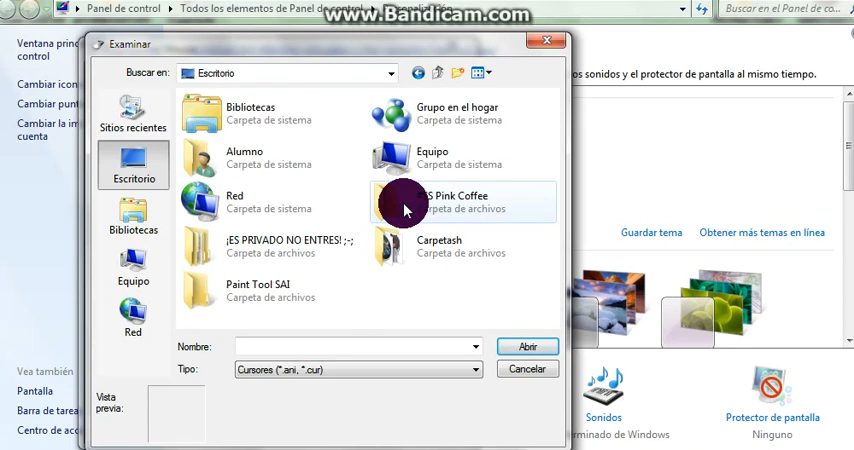 Panel de control
Todos los elementos de Panel de control
www.Bandicam.com
Buscar en el Panel de co...
Ventana princ
control
Cambiar icon
Cambiar punt
Cambiar la im
cuenta
Vea también
Pantalla
Barra de tarea
Centro de acc
Examinar
Buscar en:
Escritorio
Sitios recientes
Escritorio
Bibliotecas
Equipo
Red
Bibliotecas
Carpeta de sistema
Grupo en el hogar
Carpeta de sistema
Alumno
Carpeta de sistema
Equipo
Carpeta de sistema
Red
Carpeta de sistema
S Pink Coffee
Carpeta de archivos
¡ES PRIVADO NO ENTRES! ;-;
Carpeta de archivos
Carpetash
Carpeta de archivos
Paint Tool SAI
Carpeta de archivos
Nombre:
Abrir
Tipo:
Cursores (*.ani, *.cur)
Cancelar
Vista
previa:
s sonidos y el protector de pantalla al mismo tiempo.
Guardar tema
Obtener más temas en línea
Sonidos
rminado de Windows
Protector de pantalla
Ninguno